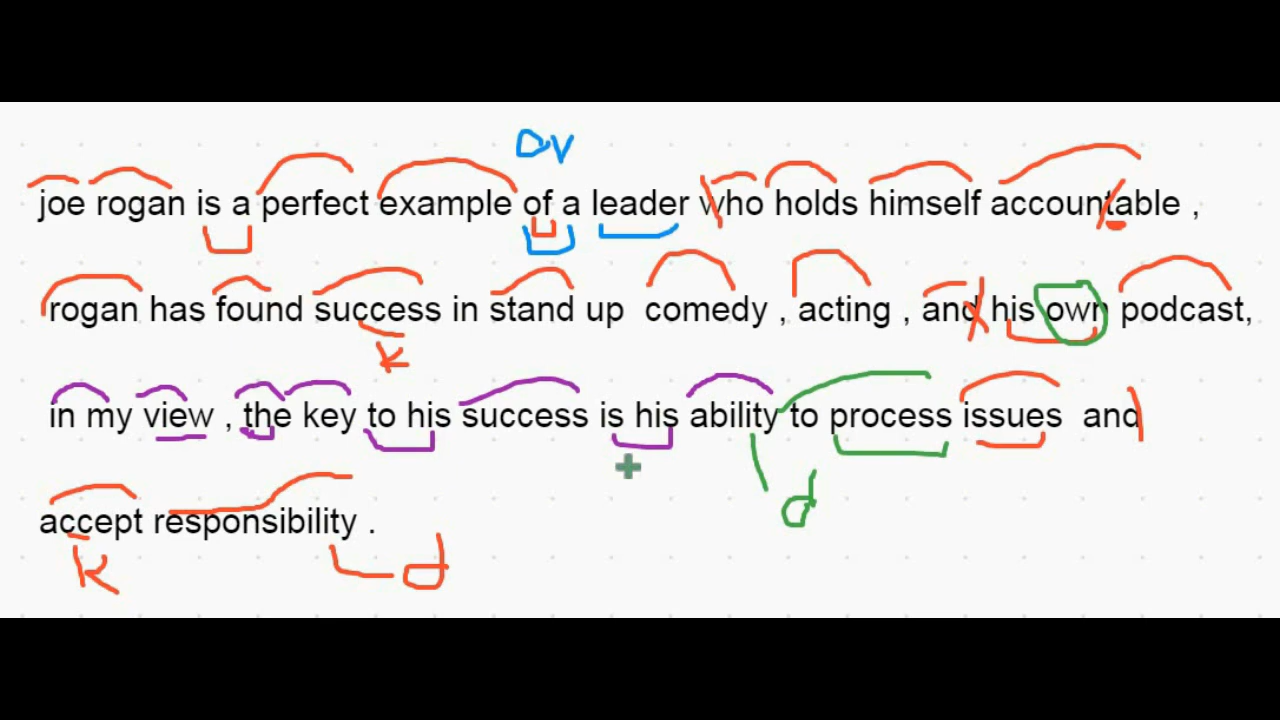 ov
joe rogan is a perfect example of a leader who holds himself accountable ,
rogan has found success in stand up comedy , acting , and his own podcast,
k
in my view , the key to his success is his ability to process issues and
d
accept responsibility .
k d